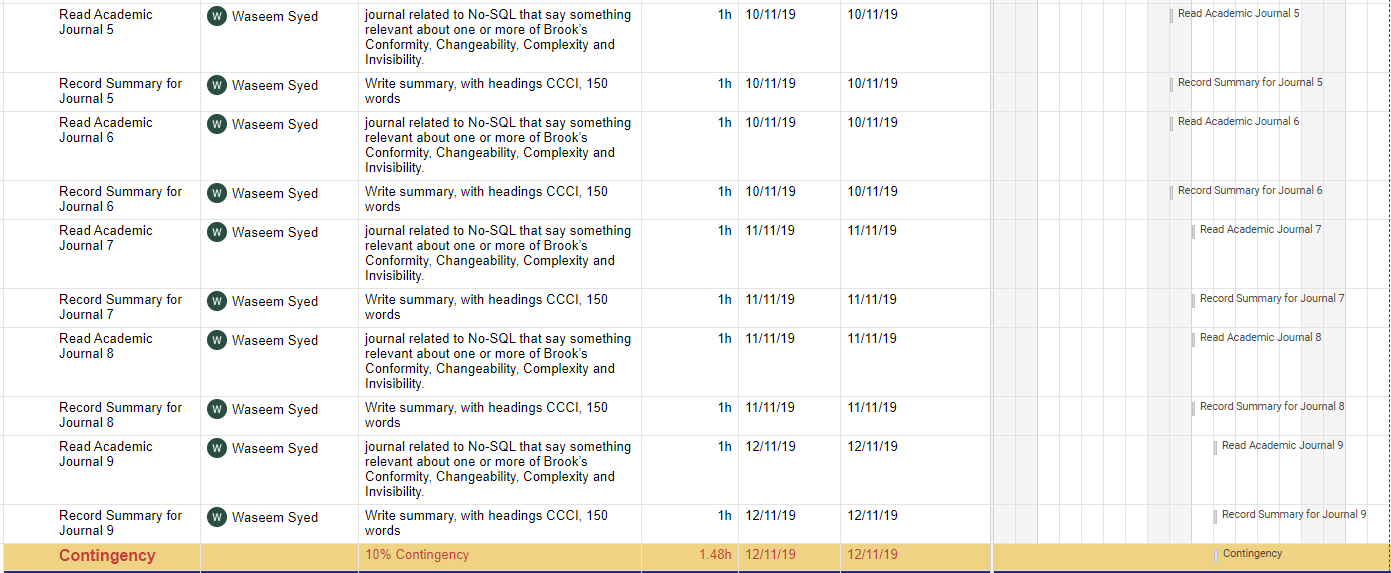 Read Academic
Journal 5
W Waseem Syed
journal related to No-SQL that say something
relevant about one or more of Brook's
Conformity, Changeability, Complexity and
Invisibility.
1h
10/11/19
10/11/19
Read Academic Journal 5
Record Summary for
Journal 5
W Waseem Syed
Write summary, with headings CCCI, 150
words
1h
10/11/19
10/11/19
Record Summary for Journal 5
Read Academic
Journal 6
W Waseem Syed
journal related to No-SQL that say something
relevant about one or more of Brook's
Conformity, Changeability, Complexity and
Invisibility.
1h
10/11/19
10/11/19
Read Academic Journal 6
Record Summary for
Journal 6
W Waseem Syed
Write summary, with headings CCCI, 150
words
1h
10/11/19
10/11/19
Record Summary for Journal 6
Read Academic
Journal 7
W Waseem Syed
journal related to No-SQL that say something
relevant about one or more of Brook's
Conformity, Changeability, Complexity and
Invisibility.
1h
11/11/19
11/11/19
Read Academic Journal 7
Record Summary for
Journal 7
W Waseem Syed
Write summary, with headings CCCI, 150
words
1h
11/11/19
11/11/19
Record Summary for Journal 7
Read Academic
Journal 8
W Waseem Syed
journal related to No-SQL that say something
relevant about one or more of Brook's
Conformity, Changeability, Complexity and
Invisibility.
1h
11/11/19
11/11/19
Read Academic Journal 8
Record Summary for
Journal 8
W Waseem Syed
Write summary, with headings CCCI, 150
words
1h
11/11/19
11/11/19
Record Summary for Journal 8
Read Academic
Journal 9
W Waseem Syed
journal related to No-SQL that say something
relevant about one or more of Brook's
Conformity, Changeability, Complexity and
Invisibility.
1h
12/11/19
12/11/19
Read Academic Journal 9
Record Summary for
Journal 9
W Waseem Syed
Write summary, with headings CCCI, 150
words
1h
12/11/19
12/11/19
Record Summary for Journal 9
Contingency
10% Contingency
1.48h
12/11/19
12/11/19
Contingency